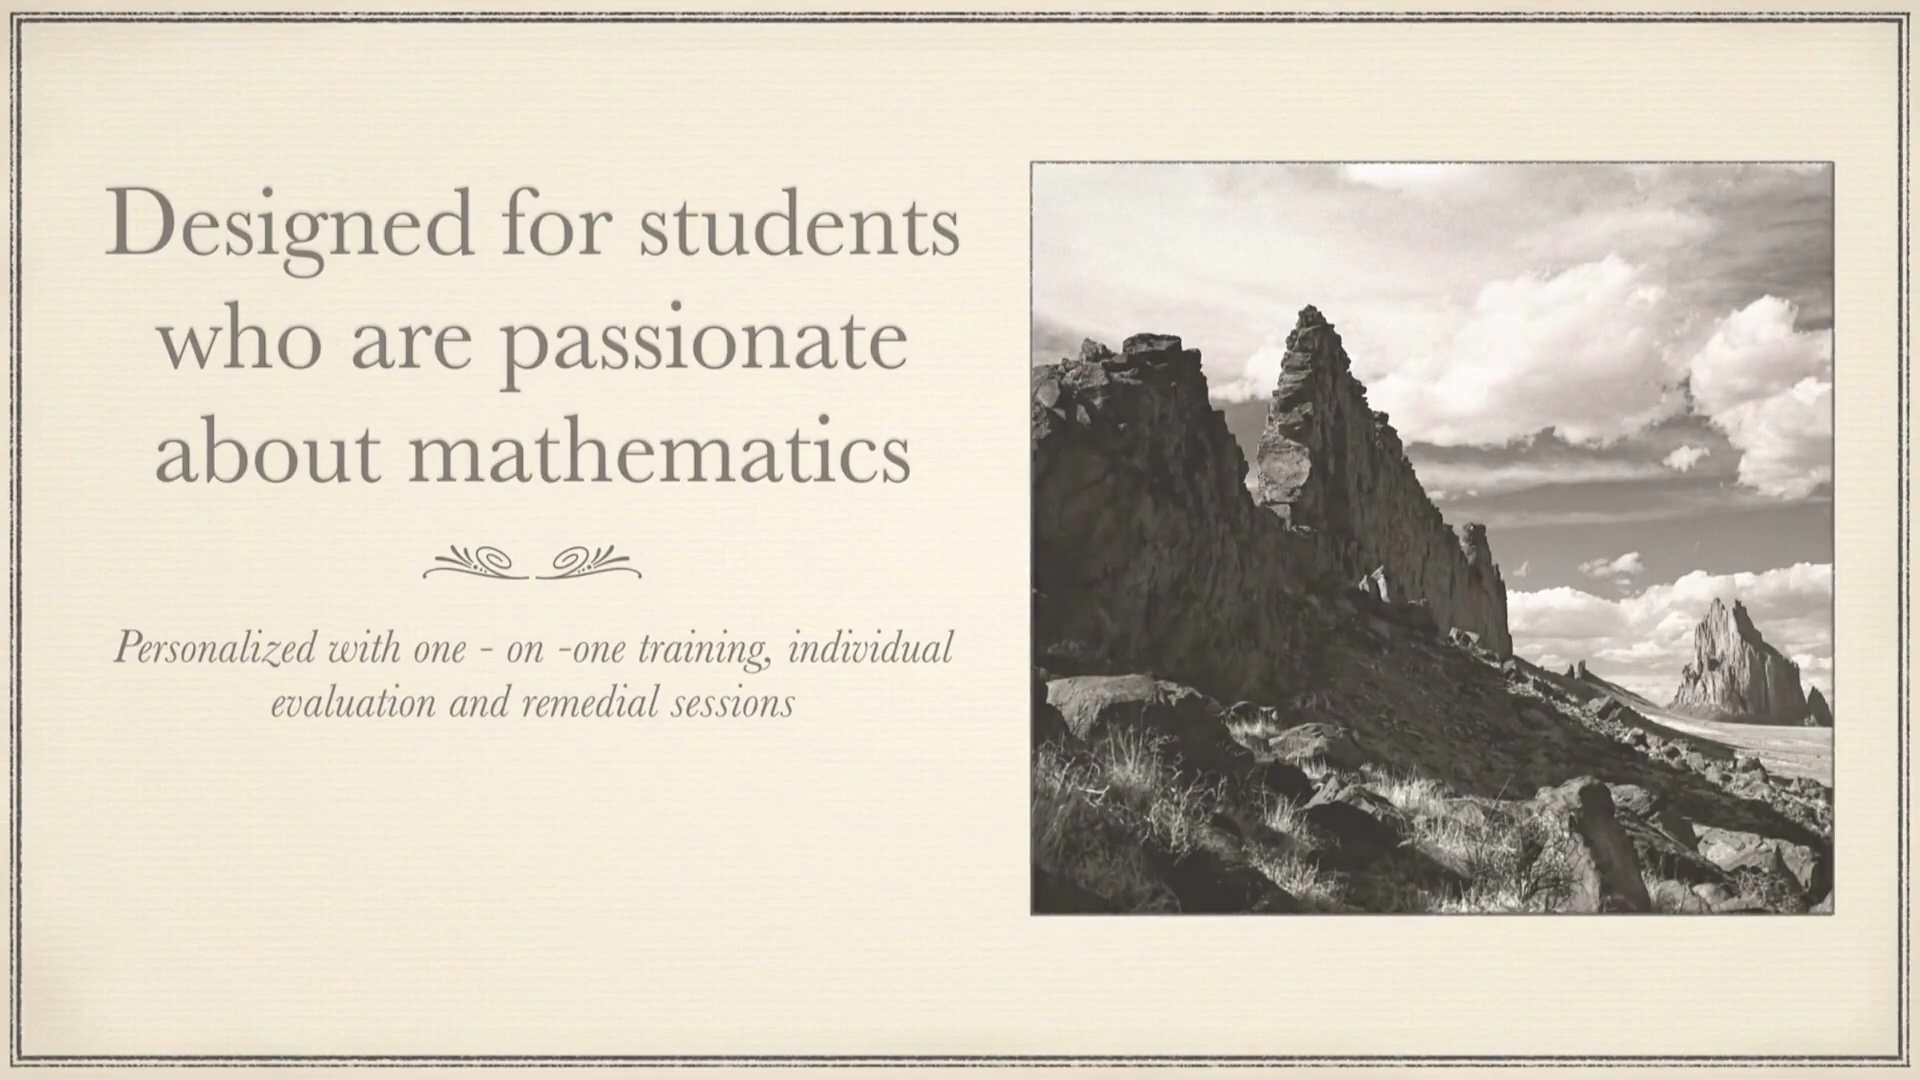 Designed for students
who are passionate
about mathematics
Personalized with one - on -one training, individual
evaluation and remedial sessions